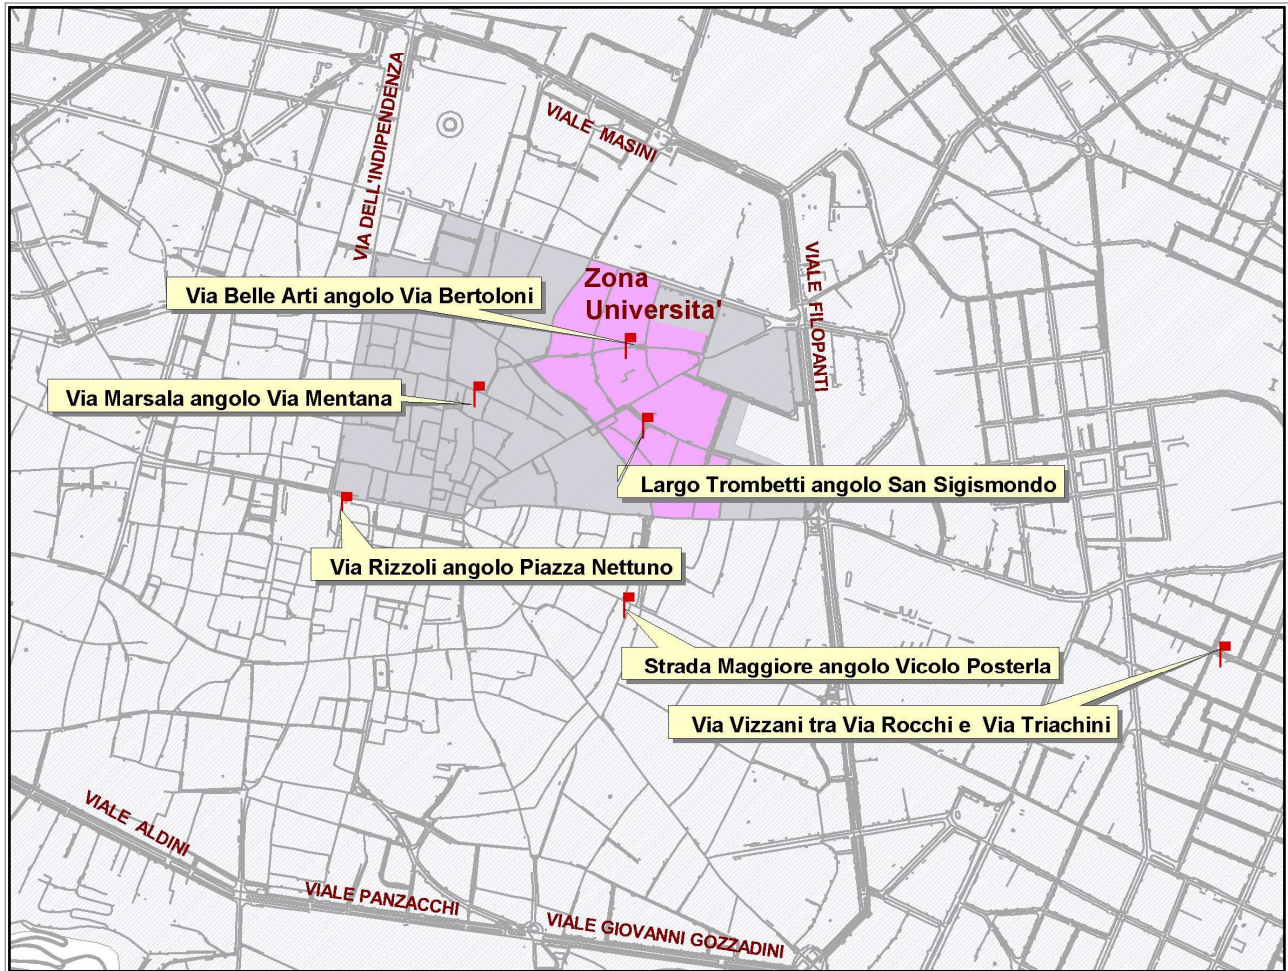 VIA DELL'INDIPENDENZA
VIALE MASINI
VIALE FILOPANTI
Zona
Universita'
Via Belle Arti angolo Via Bertoloni
Via Marsala angolo Via Mentana
Largo Trombetti angolo San Sigismondo
Via Rizzoli angolo Piazza Nettuno
Strada Maggiore angolo Vicolo Posterla
Via Vizzani tra Via Rocchi e Via Triachini
VIALE ALDINI
VIALE PANZACCHI
VIALE GIOVANNI GOZZADINI